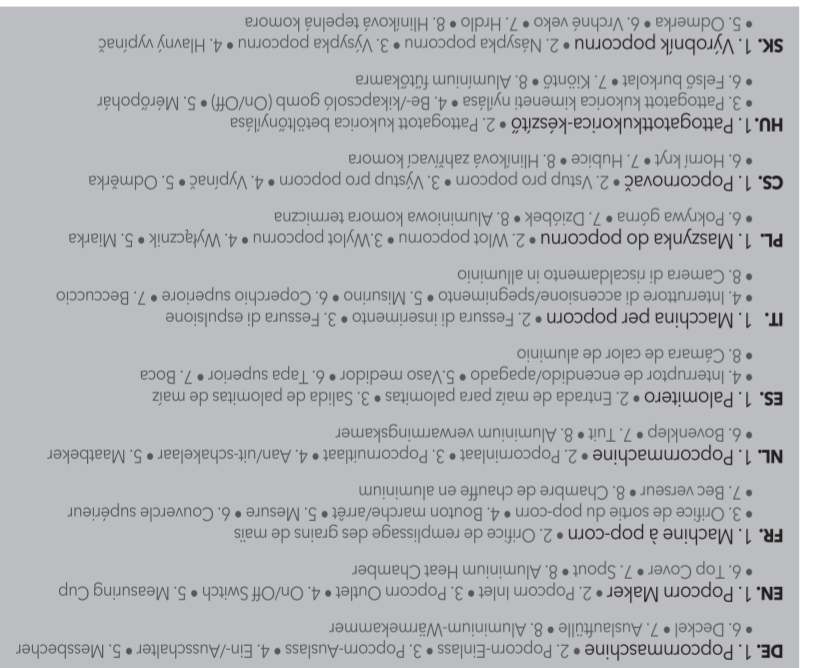 DE. 1. Popcornmaschine • 2. Popcorn-Einlass • 3. Popcorn-Auslass • 4. Ein-/Ausschalter • 5. Messbecher
• 6. Deckel • 7. Auslauftülle • 8. Aluminium-Wärmekammer
EN. 1. Popcorn Maker • 2. Popcorn Inlet • 3. Popcorn Outlet • 4. On/Off Switch • 5. Measuring Cup
• 6. Top Cover • 7. Spout • 8. Aluminium Heat Chamber
FR. 1. Machine à pop-corn • 2. Orifice de remplissage des grains de maïs
• 3. Orifice de sortie du pop-corn • 4. Bouton marche/arrêt • 5. Mesure • 6. Couvercle supérieur
• 7. Bec verseur • 8. Chambre de chauffe en aluminium
NL. 1. Popcornmachine • 2. Popcorninlaat • 3. Popcornuitlaat • 4. Aan/uit-schakelaar • 5. Maatbeker
• 6. Bovenklep • 7. Tuit • 8. Aluminium verwarmingskamer
ES. 1. Palomitero • 2. Entrada de maíz para palomitas • 3. Salida de palomitas de maíz
• 4. Interruptor de encendido/apagado • 5.Vaso medidor • 6. Tapa superior • 7. Boca
• 8. Cámara de calor de aluminio
IT. 1. Macchina per popcorn • 2. Fessura di inserimento • 3. Fessura di espulsione
• 4. Interruttore di accensione/spegnimento • 5. Misurino • 6. Coperchio superiore • 7. Beccuccio
• 8. Camera di riscaldamento in alluminio
PL. 1. Maszynka do popcornu • 2. Wlot popcornu • 3.Wylot popcornu • 4. Wyłącznik • 5. Miarka
• 6. Pokrywa górna • 7. Dzióbek • 8. Aluminiowa komora termiczna
CS. 1. Popcornovač • 2. Vstup pro popcorn • 3. Výstup pro popcorn • 4. Vypínač • 5. Odměrka
• 6. Horní kryt • 7. Hubice • 8. Hliníková zahřívací komora
HU.1. Pattogatottkukorica-készítő • 2. Pattogatott kukorica betöltőnyílása
• 3. Pattogatott kukorica kimeneti nyílása • 4. Be-/kikapcsoló gomb (On/Off) • 5. Mérőpohár
• 6. Felső burkolat • 7. Kiöntő • 8. Alumínium fűtőkamra
SK. 1. Výrobník popcornu • 2. Násypka popcornu • 3. Výsypka popcornu • 4. Hlavný vypínač
• 5. Odmerka • 6. Vrchné veko • 7. Hrdlo • 8. Hliníková tepelná komora